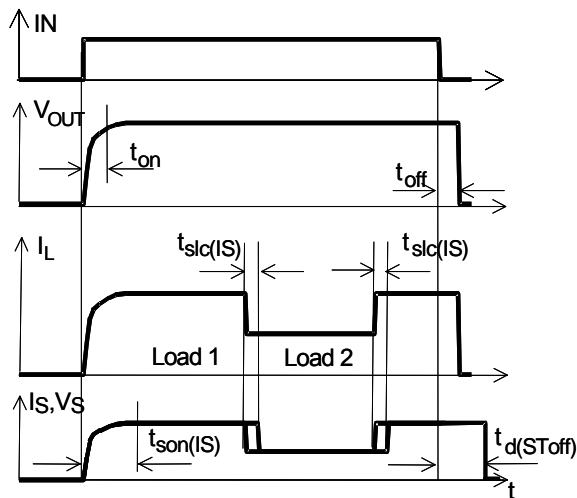 IN
VOUT
ton
toff
IL
tslc(IS)
tslc(IS)
Load 1
Load 2
IS,VS
tson(IS)
td(SToff)
t